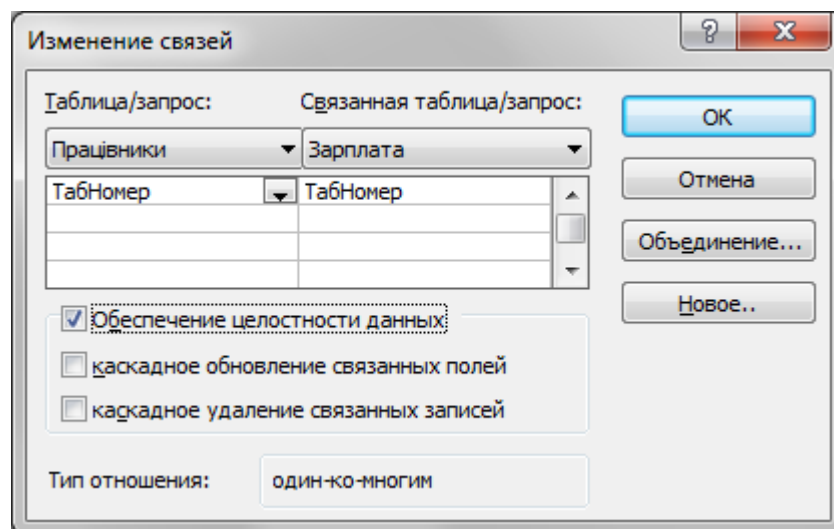 Изменение связей
Таблица/запрос: Связанная таблица/запрос:
Працівники Зарплата
ТабНомер ТабНомер
Обеспечение целостности данных
каскадное обновление связанных полей
каскадное удаление связанных записей
Тип отношения: один-ко-многим
ОК
Отмена
Объединение...
Новое..